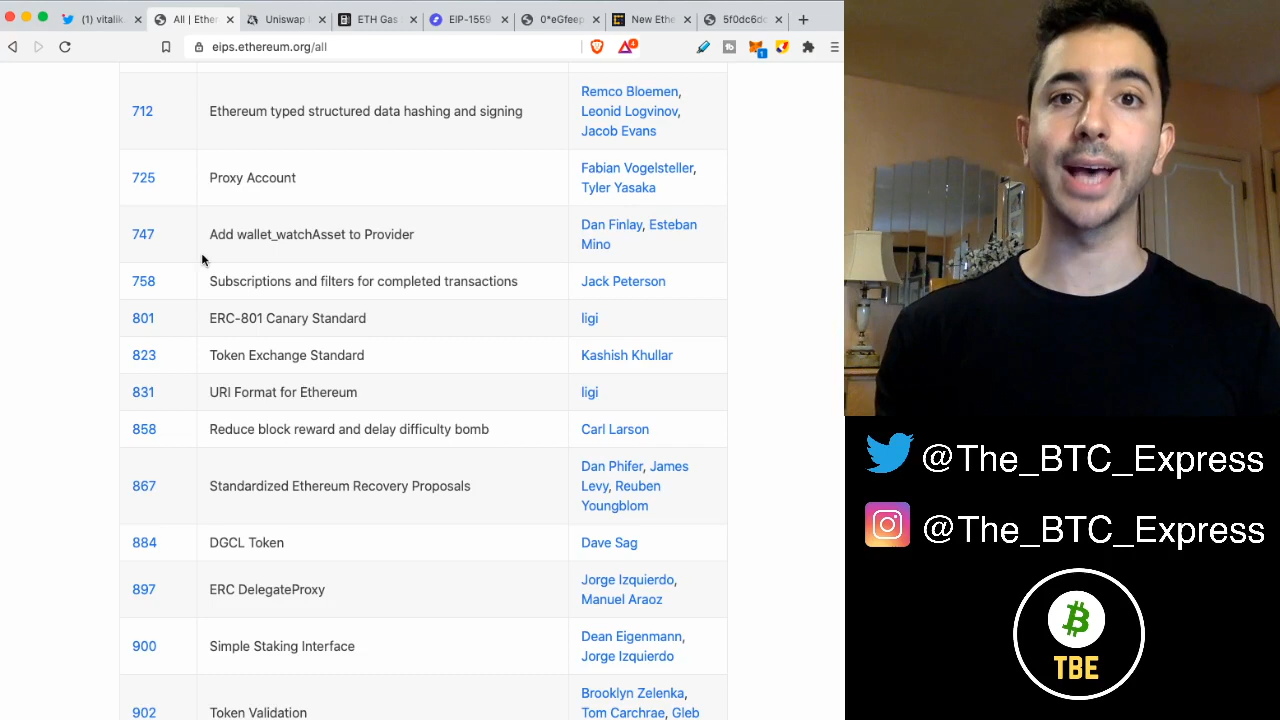 (1) vitalik.
All | Ether
Uniswap
ETH Gas
EIP-1559
0*eGfeep
New Ethe
5f0dc6dc
eips.ethereum.org/all
4
1
712
Ethereum typed structured data hashing and signing
Remco Bloemen,
Leonid Logvinov,
Jacob Evans
725
Proxy Account
Fabian Vogelsteller,
Tyler Yasaka
747
Add wallet_watchAsset to Provider
Dan Finlay, Esteban
Mino
758
Subscriptions and filters for completed transactions
Jack Peterson
801
ERC-801 Canary Standard
ligi
823
Token Exchange Standard
Kashish Khullar
831
URI Format for Ethereum
ligi
858
Reduce block reward and delay difficulty bomb
Carl Larson
867
Standardized Ethereum Recovery Proposals
Dan Phifer, James
Levy, Reuben
Youngblom
884
DGCL Token
Dave Sag
897
ERC DelegateProxy
Jorge Izquierdo,
Manuel Araoz
900
Simple Staking Interface
Dean Eigenmann,
Jorge Izquierdo
902
Token Validation
Brooklyn Zelenka,
Tom Carchrae, Gleb
@The_BTC_Express
@The_BTC_Express
TBE